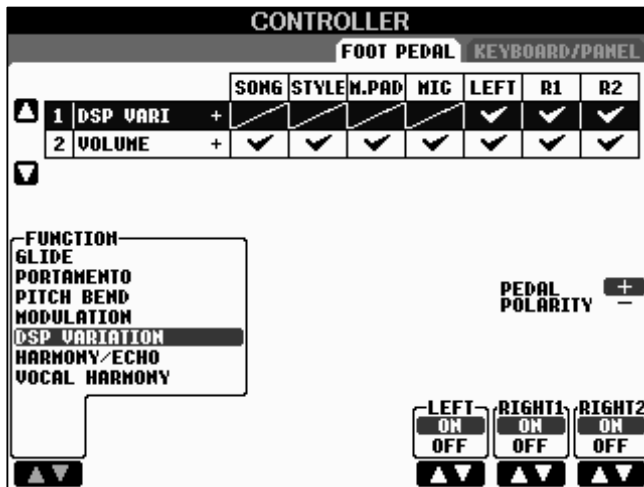 CONTROLLER
FOOT PEDAL KEYBOARD/PANEL
SONG STYLE M.PAD MIC LEFT R1 R2
1 DSP VARI +
2 VOLUME +
FUNCTION
GLIDE
PORTAMENTO
PITCH BEND
MODULATION
DSP VARIATION
HARMONY/ECHO
VOCAL HARMONY
PEDAL POLARITY + −
LEFT RIGHT1 RIGHT2
ON ON ON
OFF OFF OFF